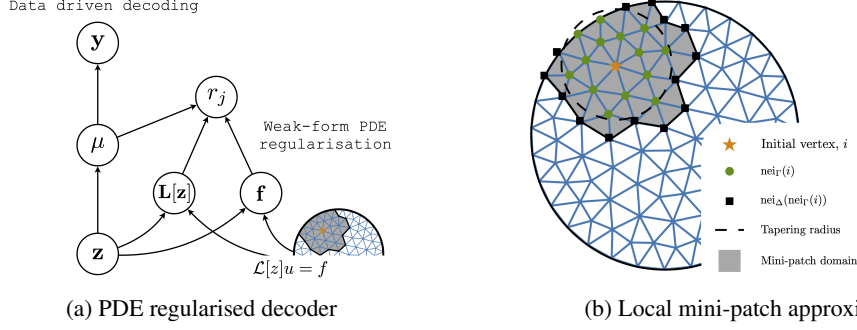 Data driven decoding
y
μ
r_j
Weak-form PDE
regularisation
L[z]
f
z
𝓛[z]u = f
(a) PDE regularised decoder
Initial vertex, i
nei_Γ(i)
nei_Δ(nei_Γ(i))
Tapering radius
Mini-patch domain
(b) Local mini-patch approxi